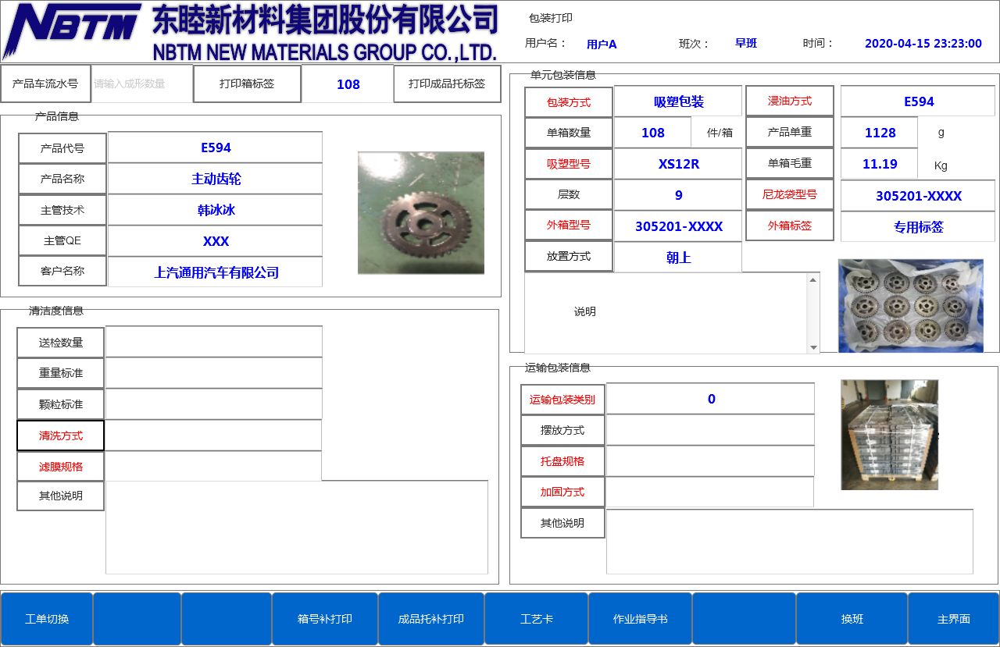 NBTM
东睦新材料集团股份有限公司
NBTM NEW MATERIALS GROUP CO.,LTD.
包装打印
用户名： 用户A 班次： 早班 时间： 2020-04-15 23:23:00
产品车流水号 请输入成形数量 打印箱标签 108 打印成品托标签
产品信息
产品代号 E594
产品名称 主动齿轮
主管技术 韩冰冰
主管QE XXX
客户名称 上汽通用汽车有限公司
清洁度信息
送检数量
重量标准
颗粒标准
清洗方式
滤膜规格
其他说明
单元包装信息
包装方式 吸塑包装 浸油方式 E594
单箱数量 108 件/箱 产品单重 1128 g
吸塑型号 XS12R 单箱毛重 11.19 Kg
层数 9 尼龙袋型号 305201-XXXX
外箱型号 305201-XXXX 外箱标签 专用标签
放置方式 朝上
说明
运输包装信息
运输包装类别 0
摆放方式
托盘规格
加固方式
其他说明
工单切换 箱号补打印 成品托补打印 工艺卡 作业指导书 换班 主界面